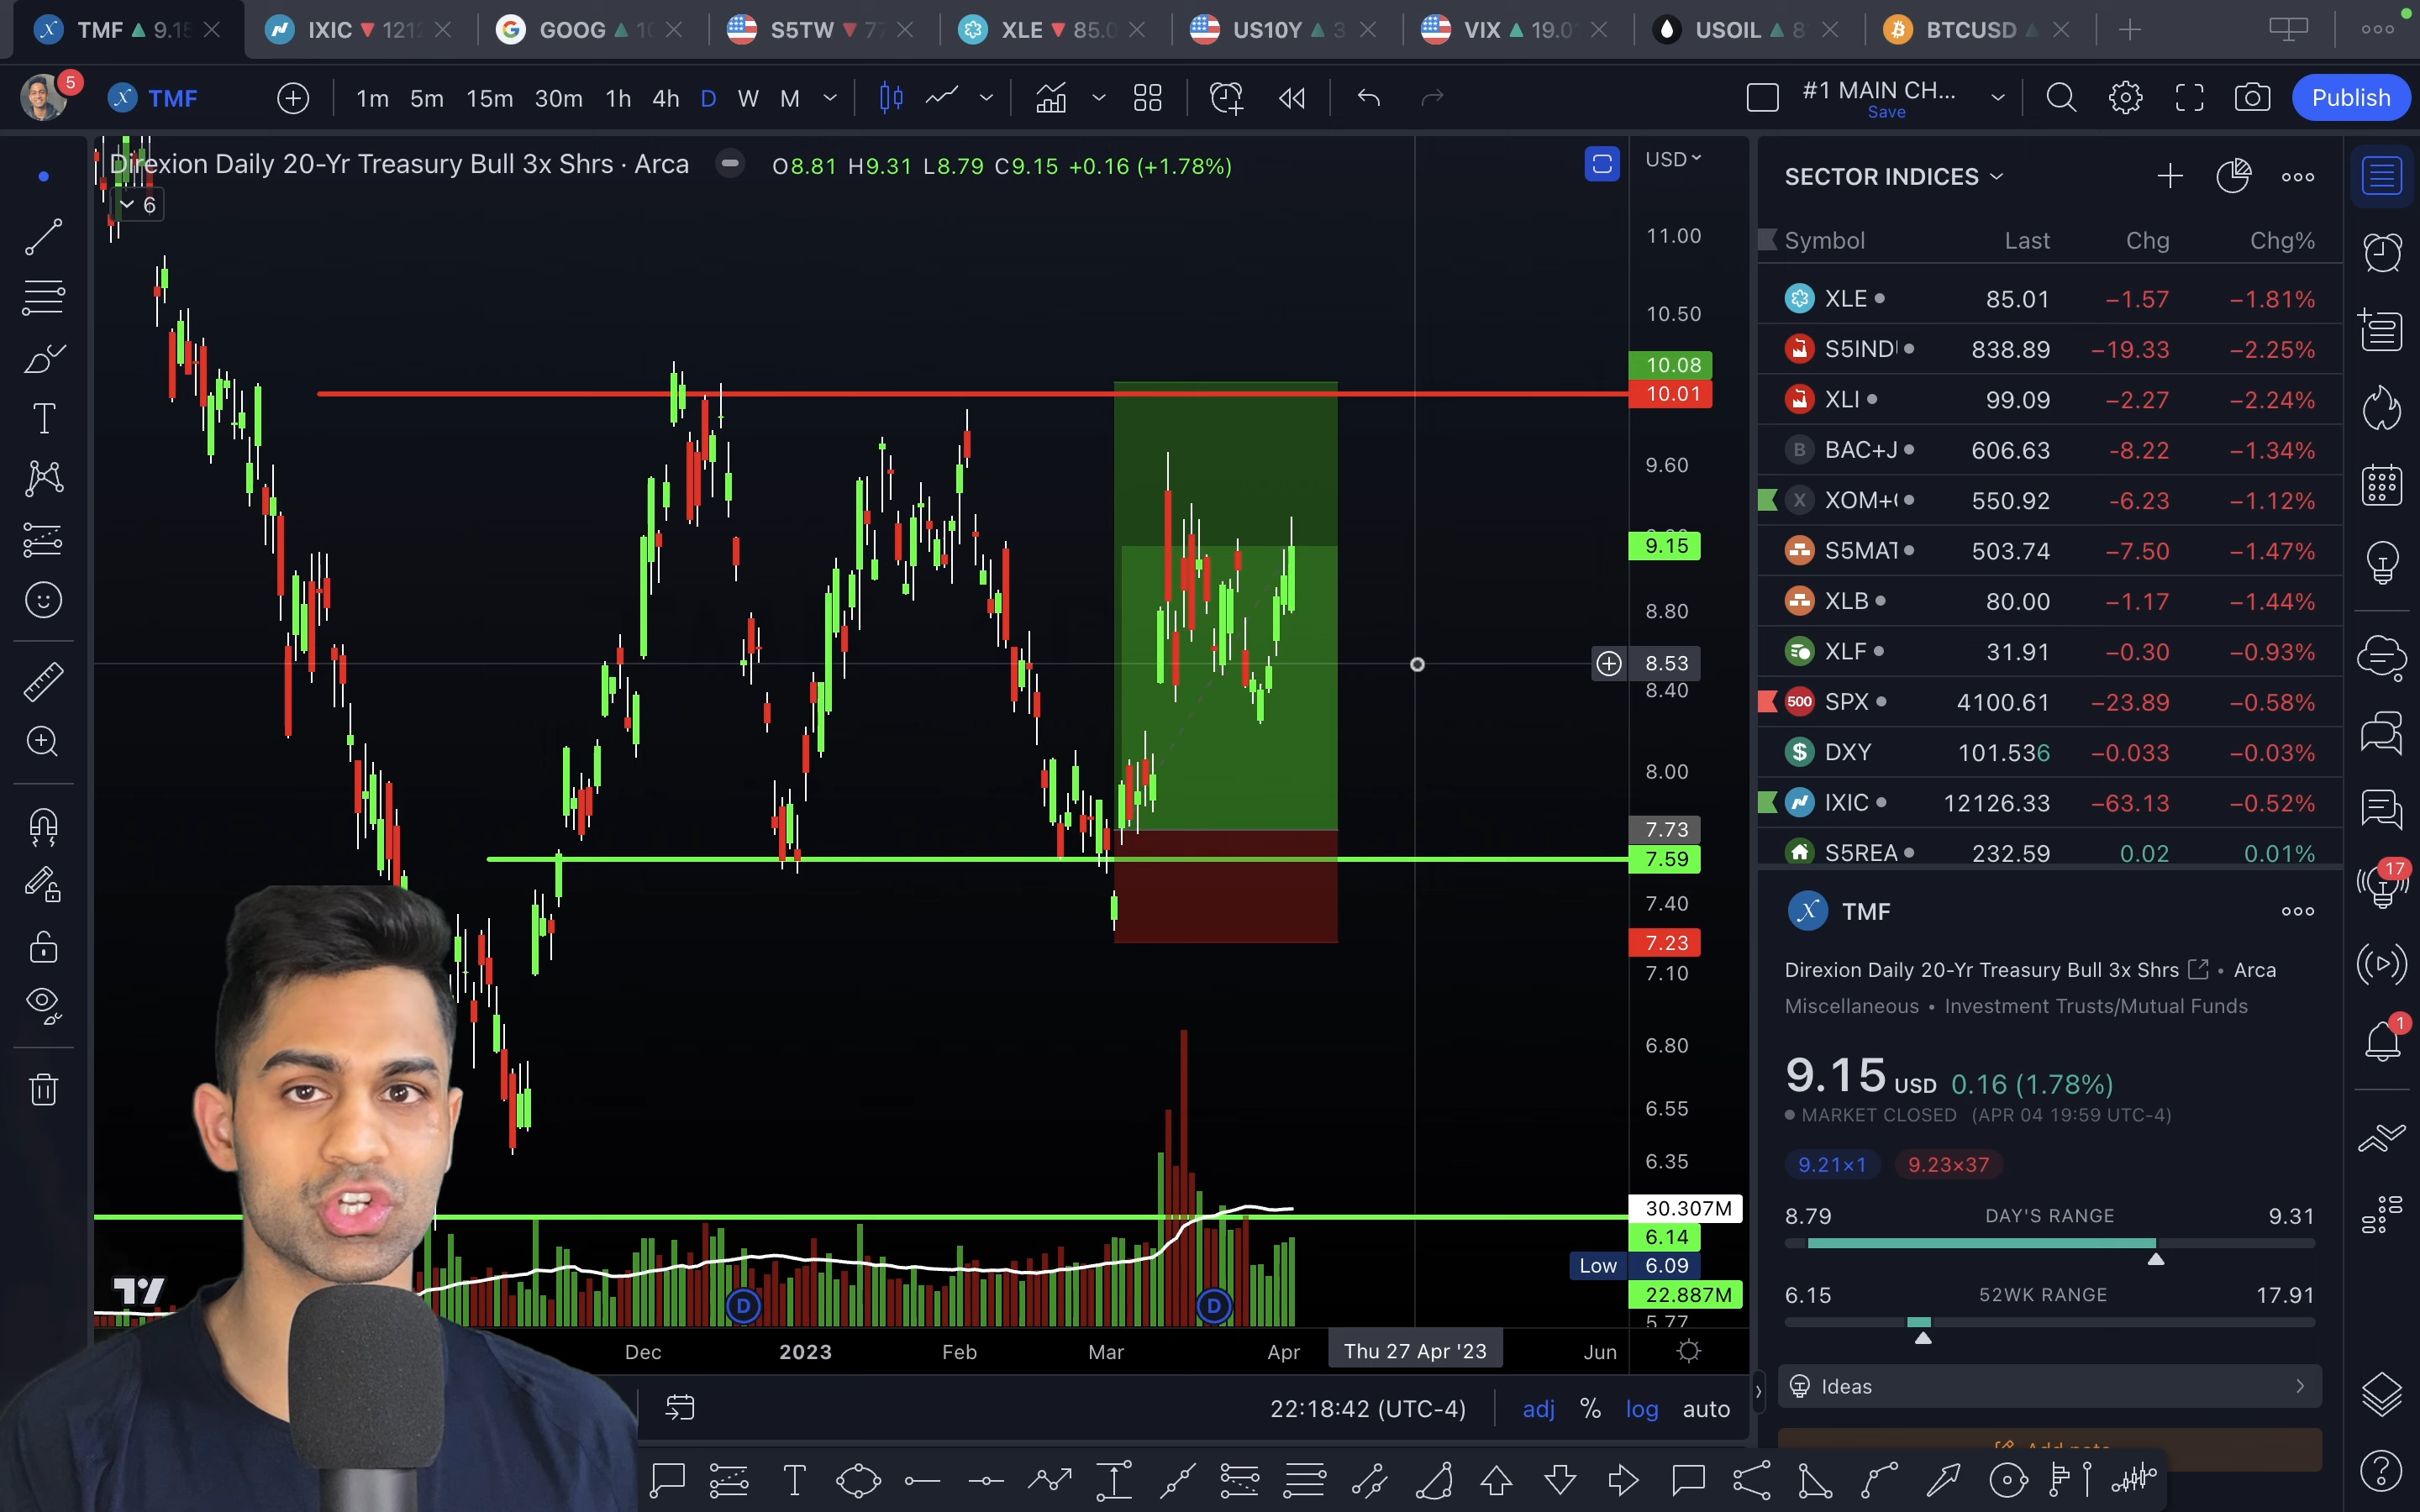 TMF 9.15
IXIC 1212
GOOG
S5TW 77
XLE 85.0
US10Y 3
VIX 19.0
USOIL 8
BTCUSD
5
TMF 1m 5m 15m 30m 1h 4h D W M
#1 MAIN CH...
Save
Publish
Direxion Daily 20-Yr Treasury Bull 3x Shrs · Arca O8.81 H9.31 L8.79 C9.15 +0.16 (+1.78%)
6
USD
11.00
10.50
10.08
10.01
9.60
9.15
8.80
8.53
8.40
8.00
7.73
7.59
7.40
7.23
7.10
6.80
6.55
6.35
30.307M
6.14
Low 6.09
22.887M
5.77
D D
Dec 2023 Feb Mar Apr Thu 27 Apr '23 Jun
22:18:42 (UTC-4) adj % log auto
SECTOR INDICES
Symbol Last Chg Chg%
XLE 85.01 −1.57 −1.81%
S5IND 838.89 −19.33 −2.25%
XLI 99.09 −2.27 −2.24%
B BAC+J 606.63 -8.22 −1.34%
X XOM+ 550.92 -6.23 −1.12%
S5MAT 503.74 −7.50 −1.47%
XLB 80.00 −1.17 −1.44%
XLF 31.91 −0.30 −0.93%
500 SPX 4100.61 −23.89 −0.58%
$ DXY 101.536 −0.033 −0.03%
IXIC 12126.33 −63.13 −0.52%
S5REA 232.59 0.02 0.01%
TMF
Direxion Daily 20-Yr Treasury Bull 3x Shrs • Arca
Miscellaneous • Investment Trusts/Mutual Funds
9.15 USD 0.16 (1.78%)
MARKET CLOSED (APR 04 19:59 UTC-4)
9.21×1 9.23×37
8.79 DAY'S RANGE 9.31
6.15 52WK RANGE 17.91
Ideas
17
1